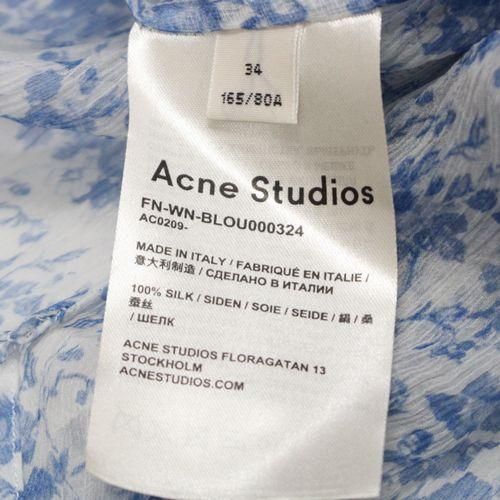 34
165/80A
Acne Studios
FN-WN-BLOU000324
AC0209-
MADE IN ITALY / FABRIQUÉ EN ITALIE /
意大利制造 / СДЕЛАНО В ИТАЛИИ
100% SILK / SIDEN / SOIE / SEIDE / 絹 / 桑
蚕丝
/ ШЕЛК
ACNE STUDIOS FLORAGATAN 13
STOCKHOLM
ACNESTUDIOS.COM